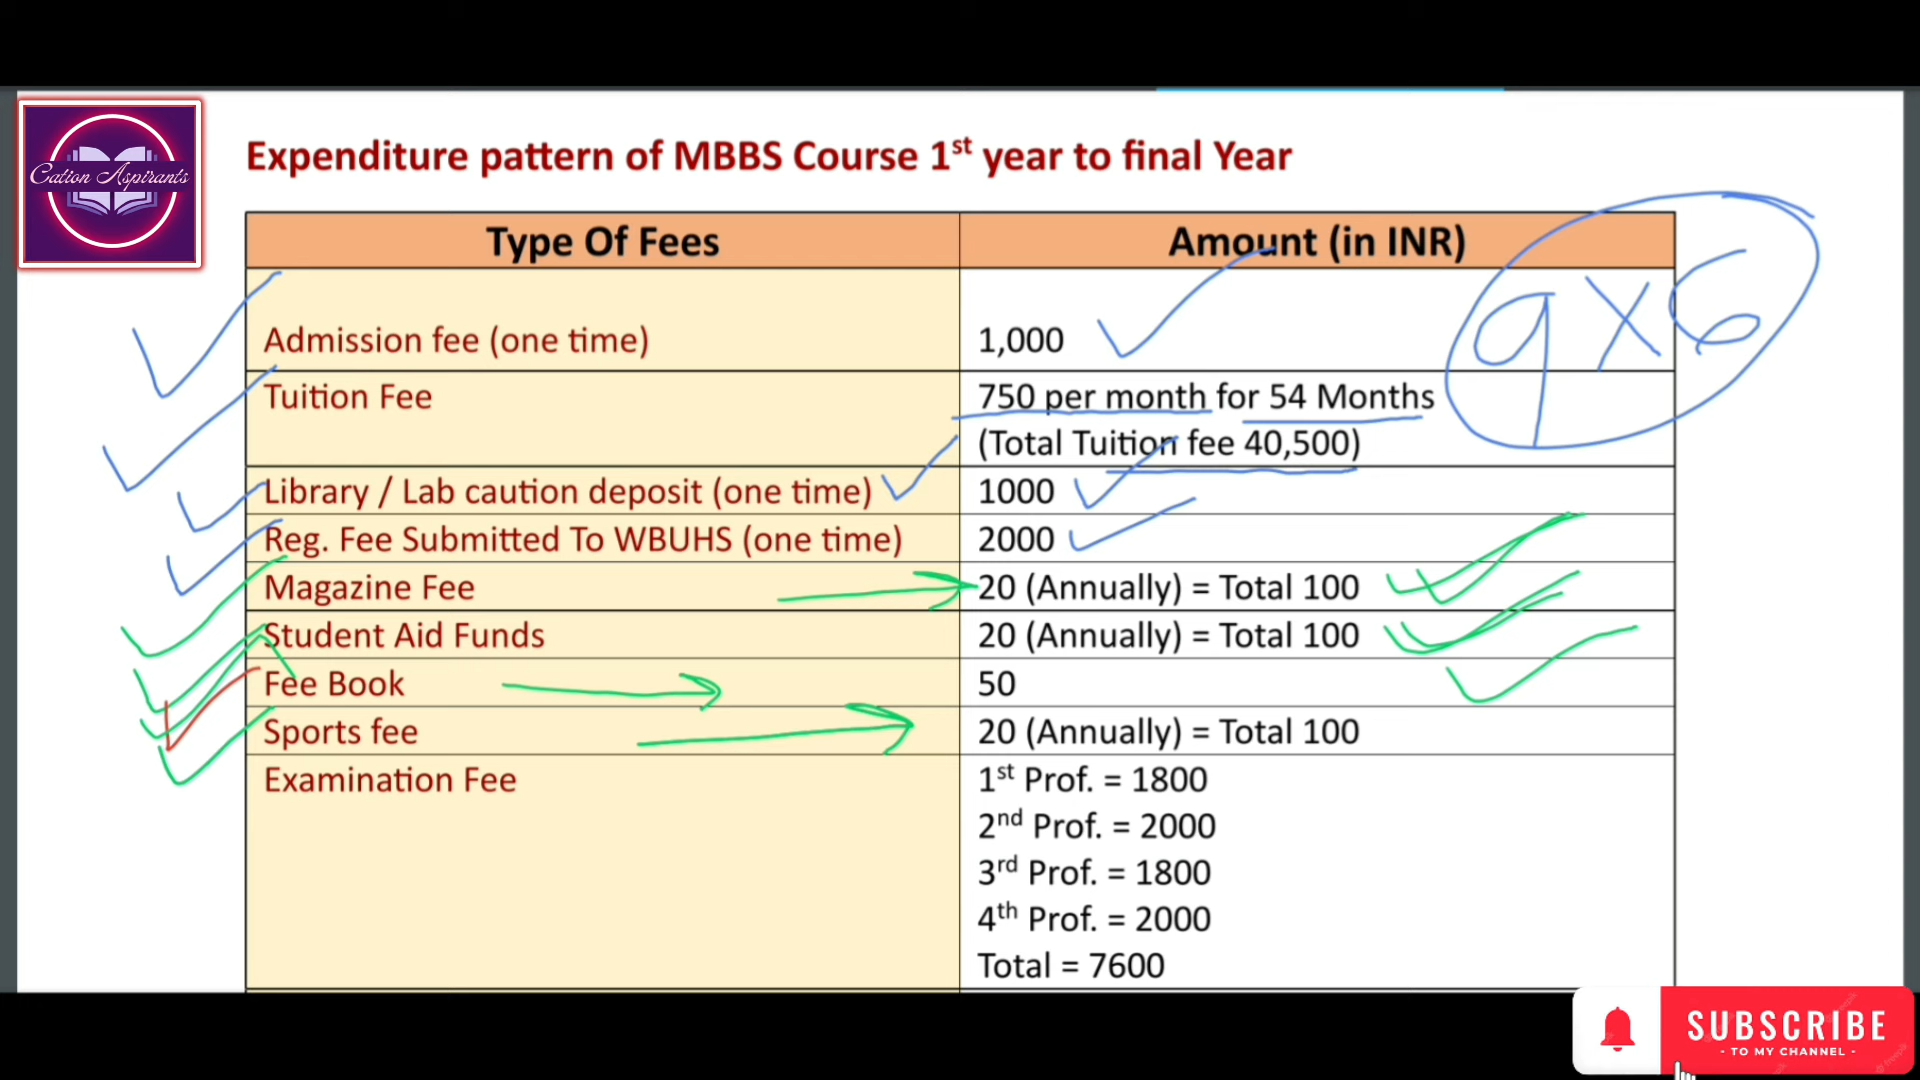 Cation Aspirants
Expenditure pattern of MBBS Course 1st year to final Year
Type Of Fees
Amount (in INR)
9 x 6
Admission fee (one time)
1,000
Tuition Fee
750 per month for 54 Months
(Total Tuition fee 40,500)
Library / Lab caution deposit (one time)
1000
Reg. Fee Submitted To WBUHS (one time)
2000
Magazine Fee
20 (Annually) = Total 100
Student Aid Funds
20 (Annually) = Total 100
Fee Book
50
Sports fee
20 (Annually) = Total 100
Examination Fee
1st Prof. = 1800
2nd Prof. = 2000
3rd Prof. = 1800
4th Prof. = 2000
Total = 7600
SUBSCRIBE
- TO MY CHANNEL -